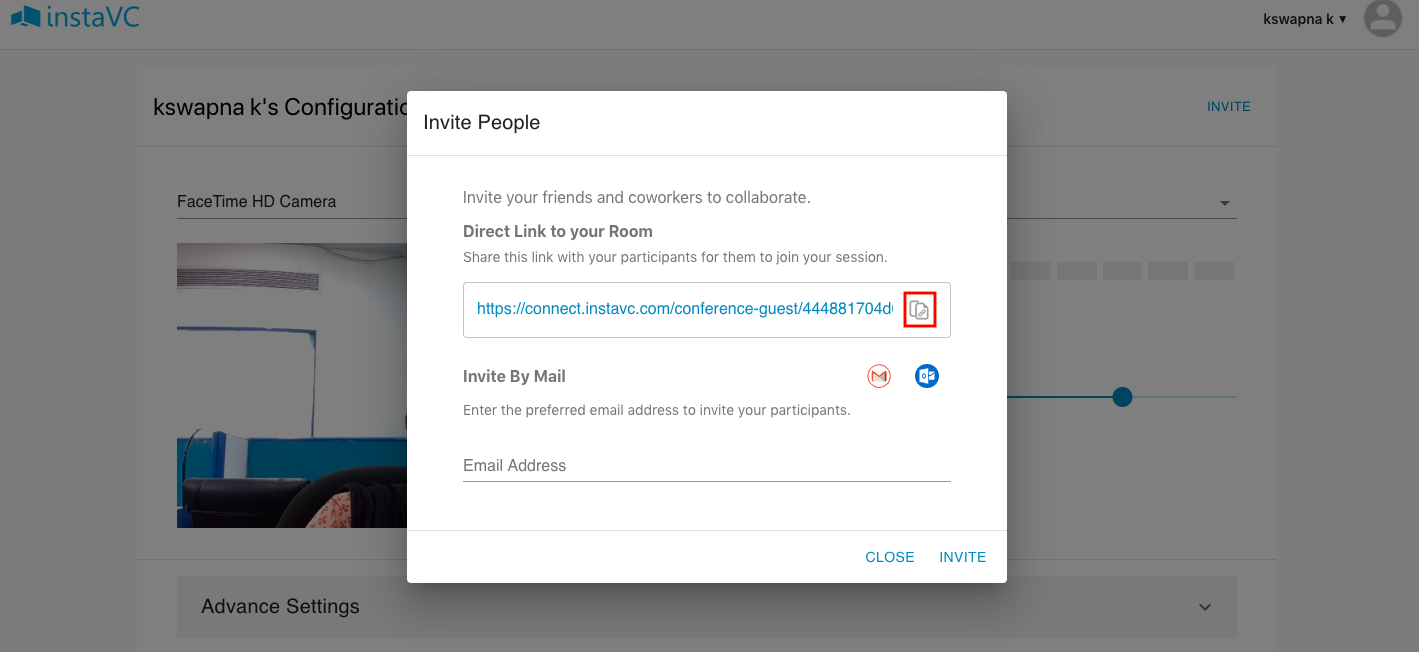 instaVC
kswapna k ▾
kswapna k's Configuratio
INVITE
Invite People
FaceTime HD Camera
Invite your friends and coworkers to collaborate.
Direct Link to your Room
Share this link with your participants for them to join your session.
https://connect.instavc.com/conference-guest/444881704d
Invite By Mail
Enter the preferred email address to invite your participants.
Email Address
CLOSE INVITE
Advance Settings